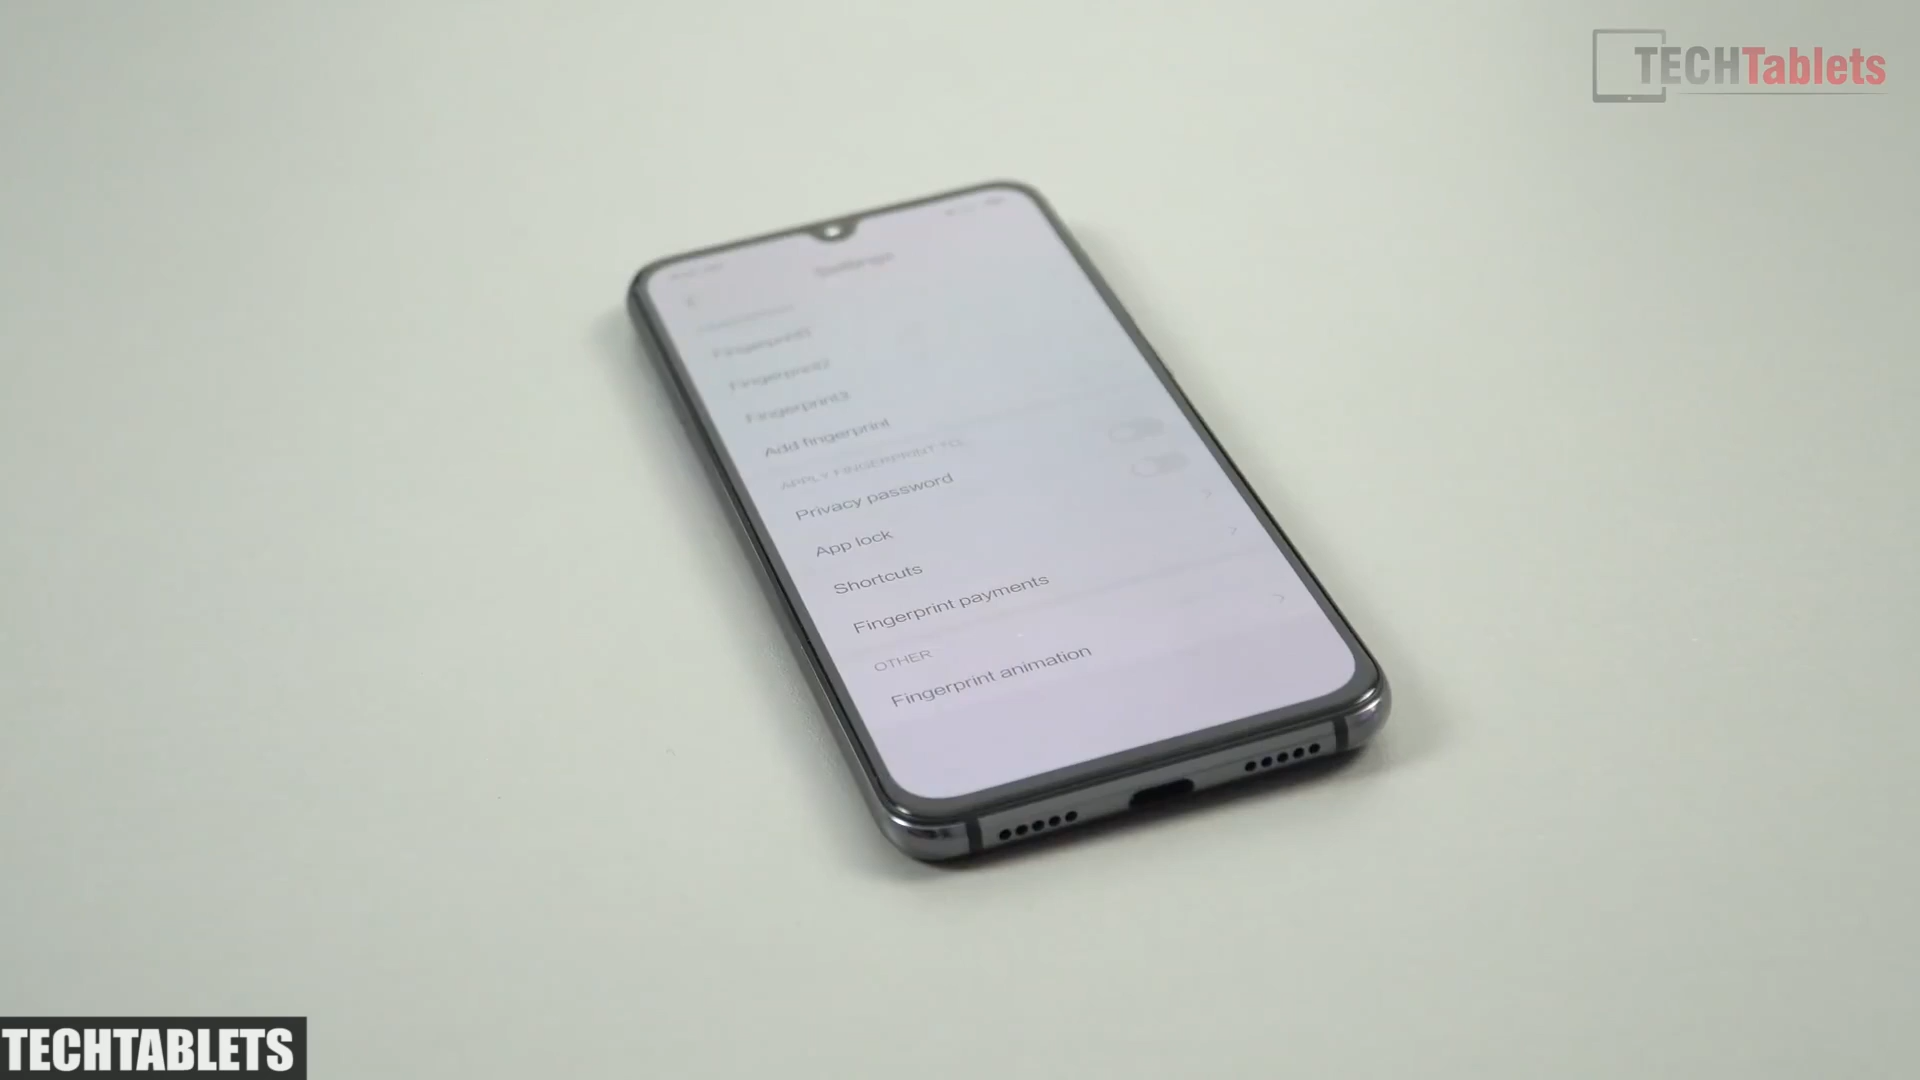 TECHTablets
Settings
Fingerprint1
Fingerprint2
Fingerprint3
Add fingerprint
APPLY FINGERPRINT TO
Privacy password
App lock
Shortcuts
Fingerprint payments
OTHER
Fingerprint animation
TECHTABLETS